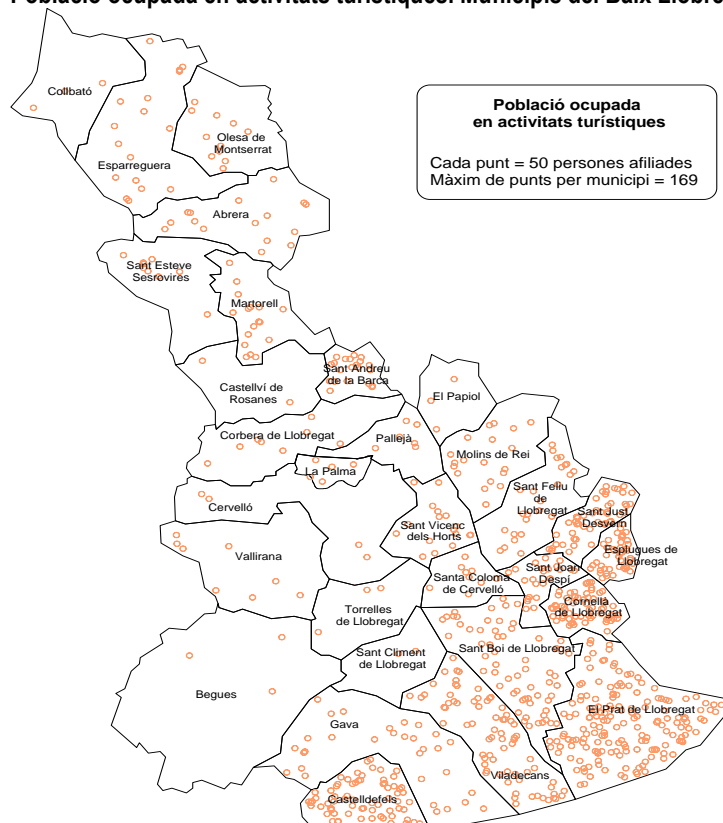 Població ocupada en activitats turístiques. Municipis del Baix Llobre
Collbató
Població ocupada
en activitats turístiques
Cada punt = 50 persones afiliades
Màxim de punts per municipi = 169
Olesa de
Montserrat
Esparreguera
Abrera
Sant Esteve
Sesrovires
Martorell
Sant Andreu
de la Barca
Castellví de
Rosanes
El Papiol
Corbera de Llobregat
Pallejà
Molins de Rei
La Palma
Sant Feliu
de
Llobregat
Cervelló
Sant Just
Desvern
Sant Vicenc
dels Horts
Esplugues de
Llobregat
Vallirana
Sant Joan
Despí
Santa Coloma
de Cervelló
Torrelles
de Llobregat
Cornellà
de Llobregat
Sant Climent
de Llobregat
Sant Boi de Llobregat
Begues
El Prat de Llobregat
Gava
Viladecans
Castelldefels